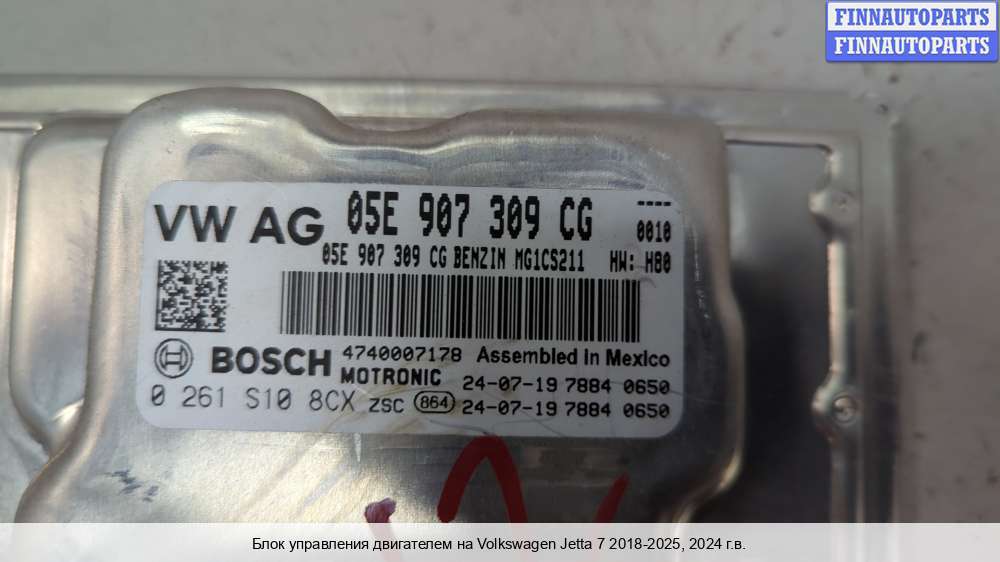 FINNAUTOPARTS
FINNAUTOPARTS
VW AG 05E 907 309 CG ----
0010
05E 907 309 CG BENZIN MG1CS211 HW: H80
BOSCH 4740007178 Assembled in Mexico
MOTRONIC 24-07-19 7884 0650
0 261 S10 8CX ZSC 864 24-07-19 7884 0650
Блок управления двигателем на Volkswagen Jetta 7 2018-2025, 2024 г.в.